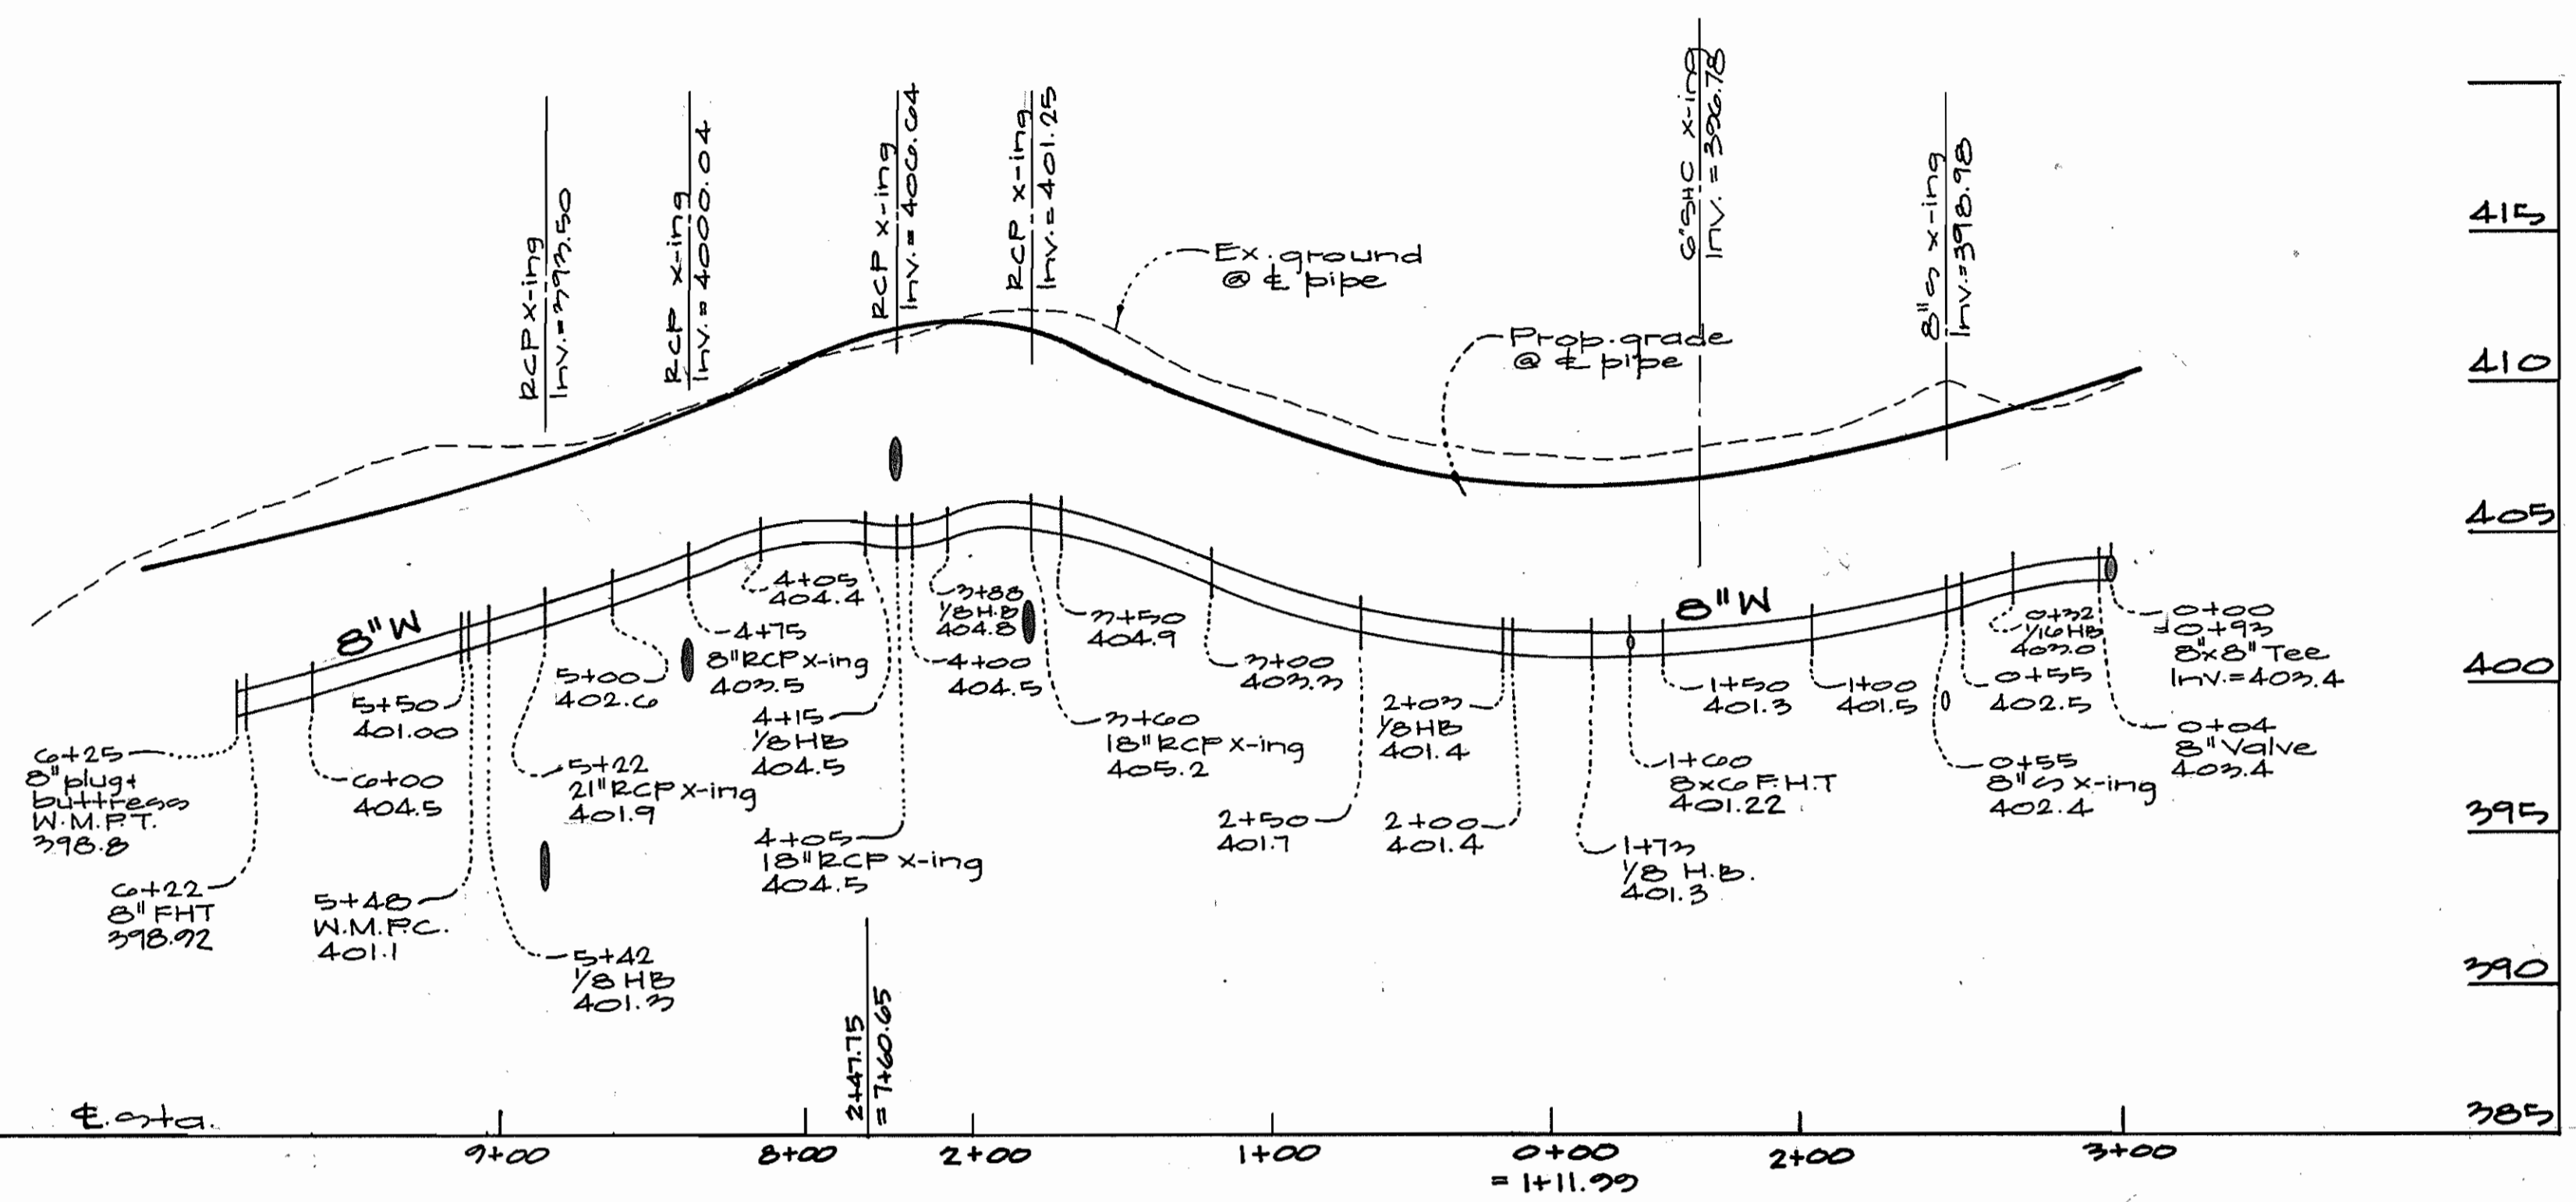 RCP x-ing
Inv.=393.50
RCP x-ing
Inv.=4000.04
RCP x-ing
Inv.=406.64
RCP x-ing
Inv.=401.25
6"SHC x-ing
Inv.=396.78
8"S x-ing
Inv.=398.98
Ex. ground
@ ℄ pipe
Prop. grade
@ ℄ pipe
415
410
405
400
395
390
385
8"W
8"W
6+25
8" plug+
buttress
W.M.P.T.
398.8
6+22
8" FHT
398.92
6+00
404.5
5+50
401.00
5+48
W.M.P.C.
401.1
5+42
1/8 HB
401.3
5+22
21" RCP x-ing
401.9
5+00
402.6
4+75
8" RCP x-ing
403.5
4+05
404.4
4+15
1/8 HB
404.5
4+05
18" RCP x-ing
404.5
4+00
404.5
3+88
1/8 H.B
404.8
3+60
18" RCP x-ing
405.2
3+50
404.9
3+00
403.3
2+50
401.7
2+03
1/8 HB
401.4
2+00
401.4
1+73
1/8 H.B.
401.3
1+60
8x6 F.H.T
401.22
1+50
401.3
1+00
401.5
0+55
8"S x-ing
402.4
0+55
402.5
0+32
1/16 HB
403.0
0+00
=0+93
8"x8" Tee
Inv.=403.4
0+04
8" Valve
403.4
2+47.75
=7+60.65
℄.sta.
9+00
8+00
2+00
1+00
0+00
= 1+11.99
2+00
3+00